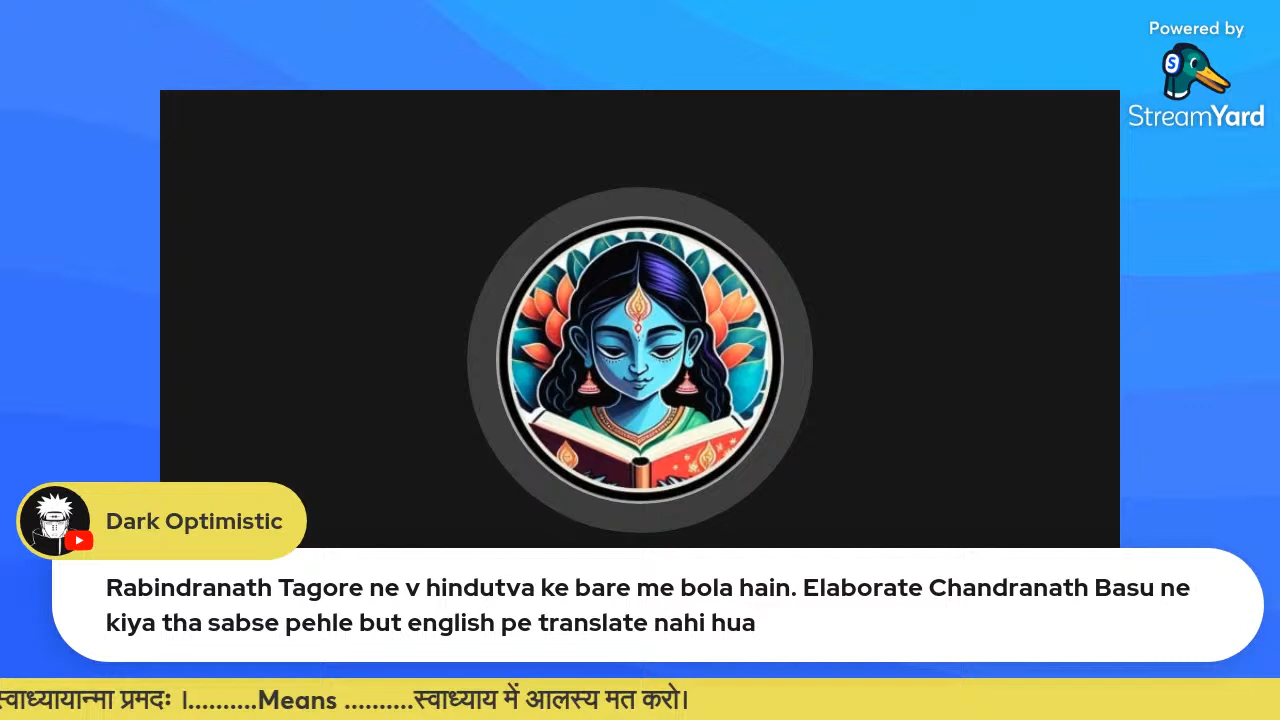 Powered by
StreamYard
Dark Optimistic
Rabindranath Tagore ne v hindutva ke bare me bola hain. Elaborate Chandranath Basu ne
kiya tha sabse pehle but english pe translate nahi hua
स्वाध्यायान्मा प्रमदः ।..........Means ..........स्वाध्याय में आलस्य मत करो।